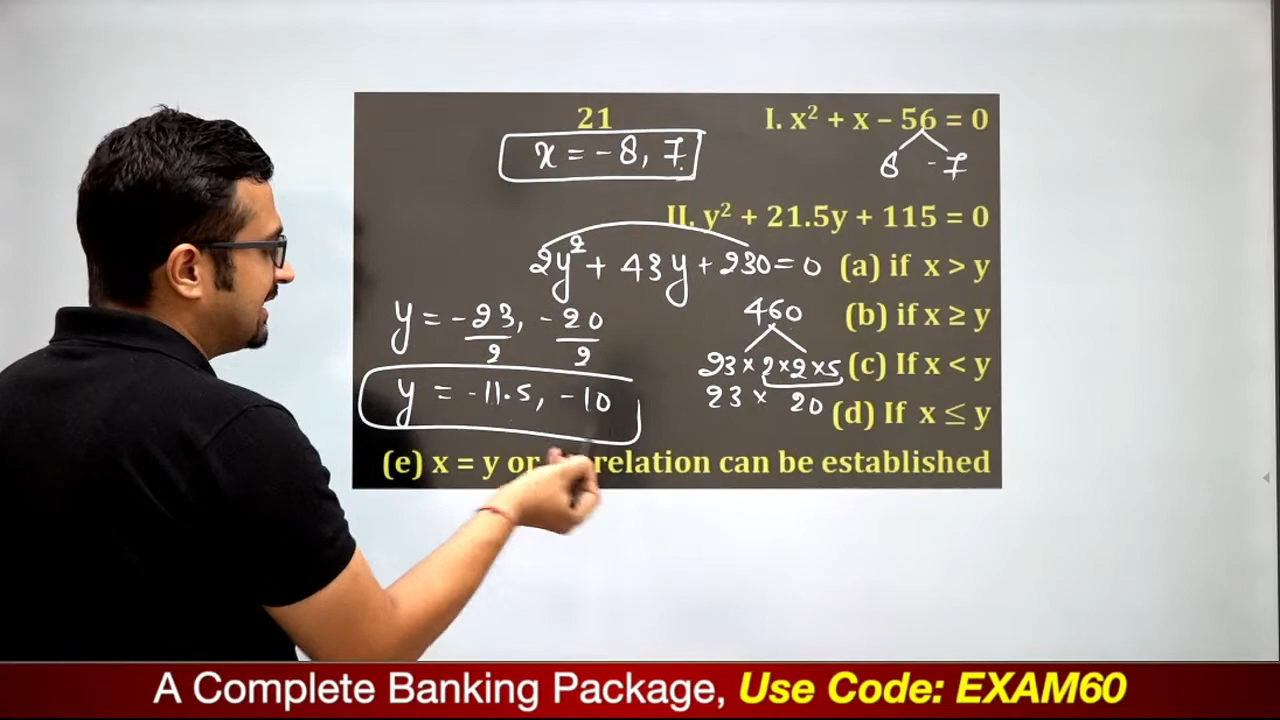 21
I. x² + x – 56 = 0
x = -8, 7
8 -7
II. y² + 21.5y + 115 = 0
2y² + 43y + 230 = 0
(a) if x > y
y = -23/2, -20/2
460
(b) if x ≥ y
23 × 2 × 2 × 5
(c) If x < y
y = -11.5, -10
23 × 20
(d) If x ≤ y
(e) x = y or relation can be established
A Complete Banking Package, Use Code: EXAM60